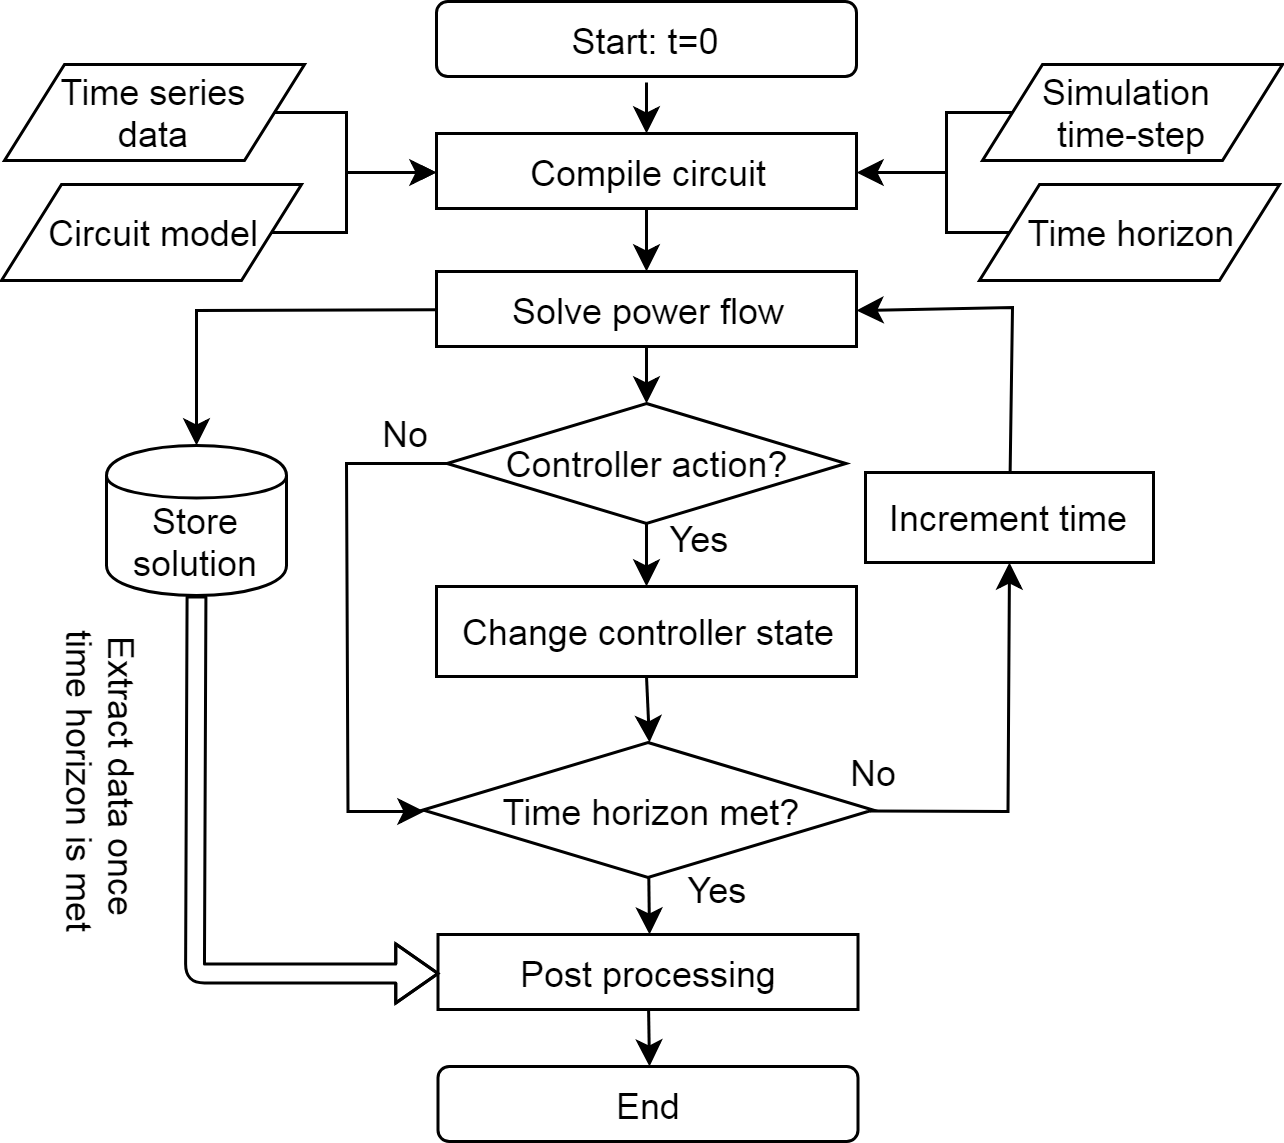 Start: t=0
Time series
data
Simulation
time-step
Compile circuit
Circuit model
Time horizon
Solve power flow
No
Controller action?
Store
solution
Yes
Increment time
Change controller state
Extract data once
time horizon is met
No
Time horizon met?
Yes
Post processing
End